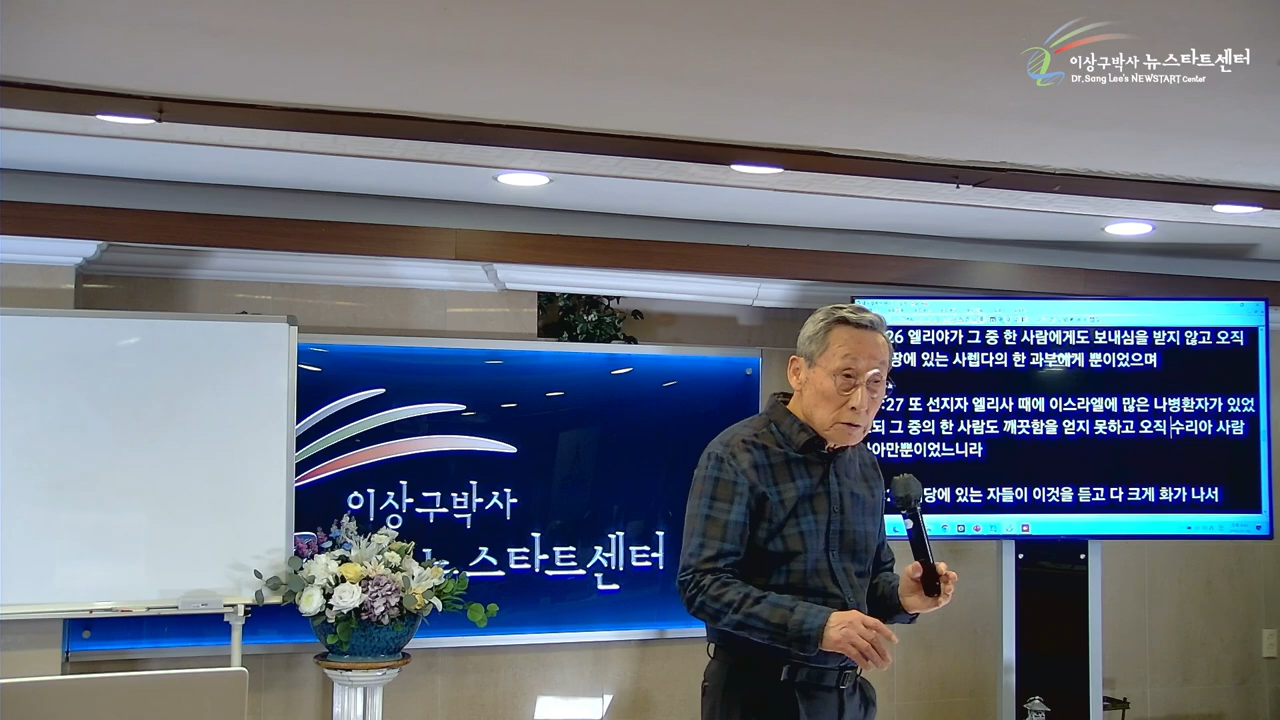 이상구박사 뉴스타트센터
Dr. Sang Lee's NEWSTART Center
26 엘리야가 그 중 한 사람에게도 보내심을 받지 않고 오직
땅에 있는 사렙다의 한 과부에게 뿐이었으며
:27 또 선지자 엘리사 때에 이스라엘에 많은 나병환자가 있었
되 그 중의 한 사람도 깨끗함을 얻지 못하고 오직 수리아 사람
아만뿐이었느니라
당에 있는 자들이 이것을 듣고 다 크게 화가 나서
이상구박사
뉴스타트센터